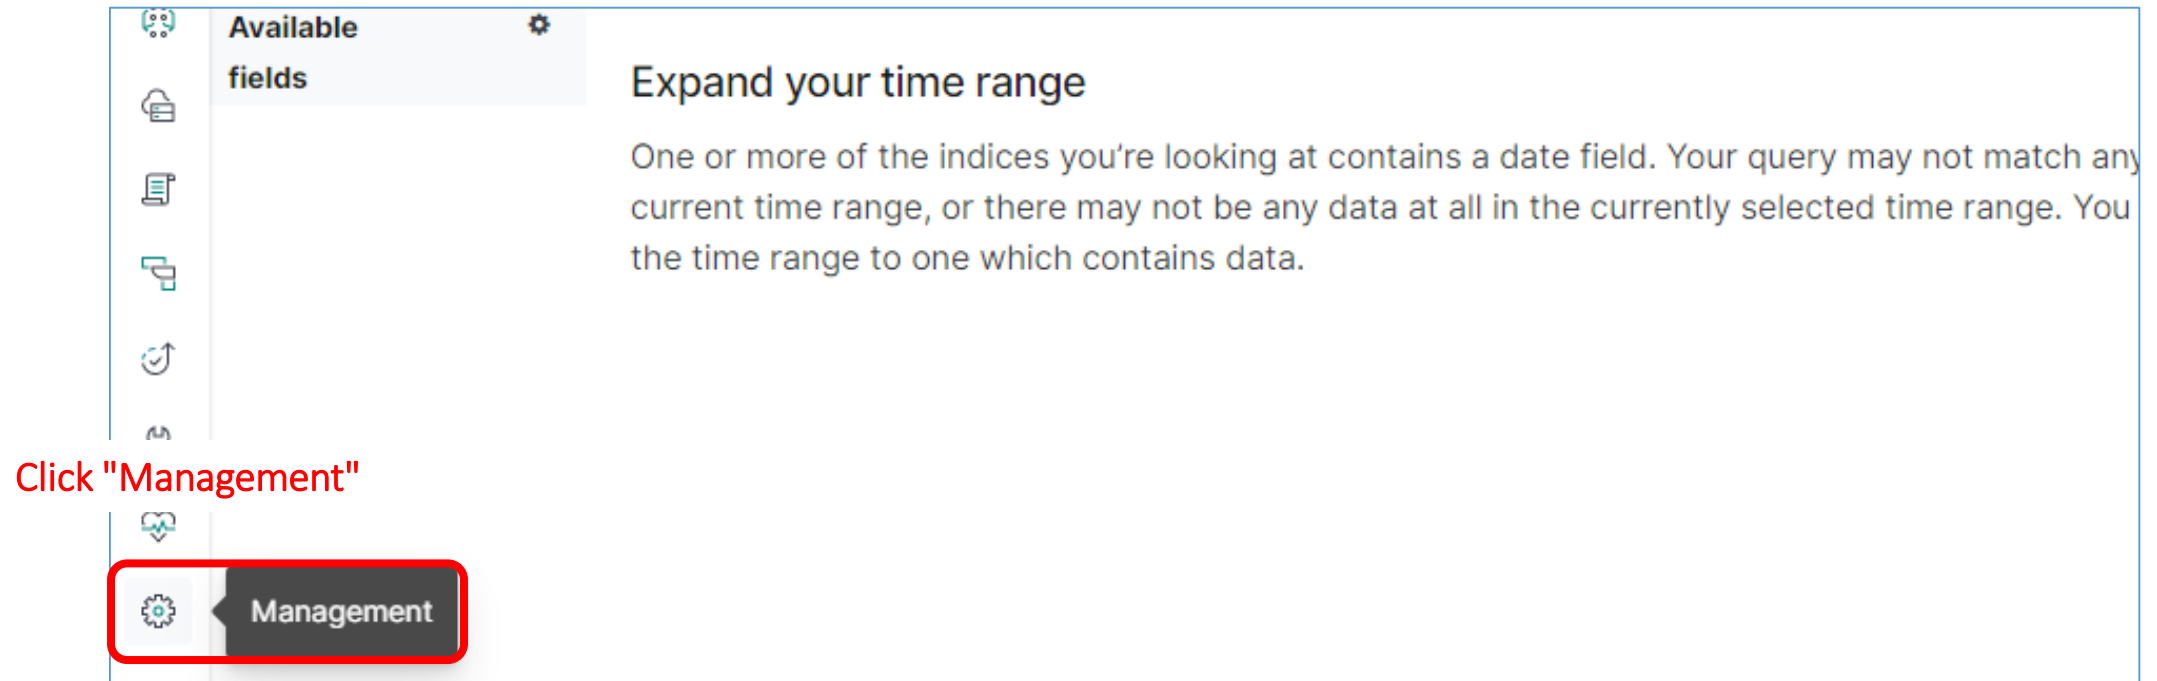 Available
fields
Expand your time range
One or more of the indices you're looking at contains a date field. Your query may not match any
current time range, or there may not be any data at all in the currently selected time range. You
the time range to one which contains data.
Click "Management"
Management